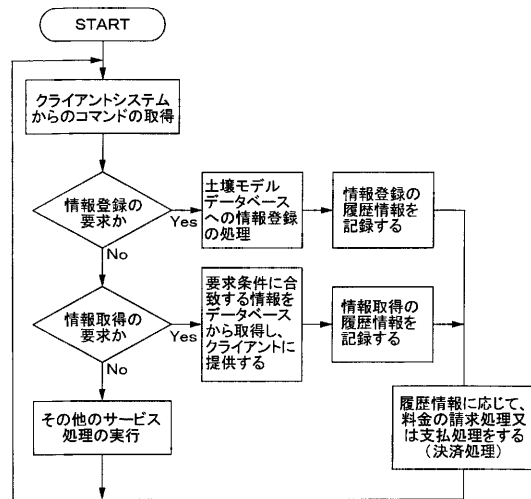 START
クライアントシステム
からのコマンドの取得
情報登録の
要求か
Yes
No
土壌モデル
データベース
への情報登録
の処理
情報登録の
履歴情報を
記録する
情報取得の
要求か
Yes
No
要求条件に合
致する情報を
データベース
から取得し、
クライアントに
提供する
情報取得の
履歴情報を
記録する
その他のサービス
処理の実行
履歴情報に応じて、
料金の請求処理又
は支払処理をする
(決済処理)